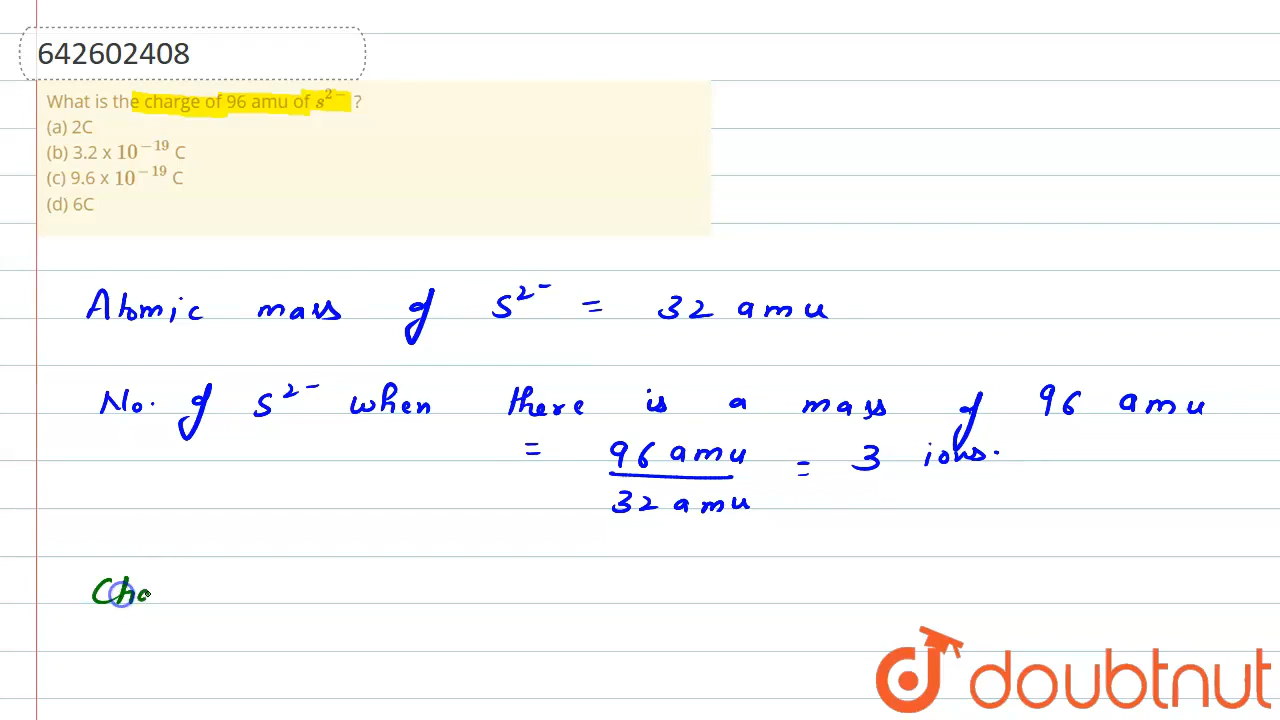 642602408
What is the charge of 96 amu of s²⁻ ?
(a) 2C
(b) 3.2 x 10⁻¹⁹ C
(c) 9.6 x 10⁻¹⁹ C
(d) 6C
Atomic mass of S²⁻ = 32 amu
No. of S²⁻ when there is a mass of 96 amu
= 96 amu = 3 ions.
32 amu
Cha
doubtnut